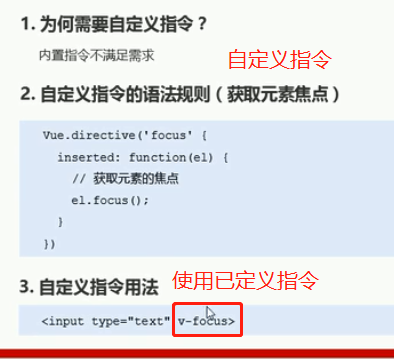 1. 为何需要自定义指令？
内置指令不满足需求
自定义指令
2. 自定义指令的语法规则（获取元素焦点）
Vue.directive('focus' {
inserted: function(el) {
// 获取元素的焦点
el.focus();
}
})
3. 自定义指令用法
使用已定义指令
<input type="text" v-focus>